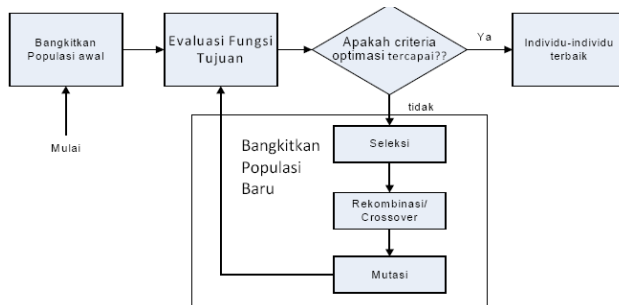 Bangkitkan
Populasi awal
Evaluasi Fungsi
Tujuan
Apakah criteria
optimasi tercapai??
Ya
Individu-individu
terbaik
Mulai
tidak
Bangkitkan
Populasi
Baru
Seleksi
Rekombinasi/
Crossover
Mutasi